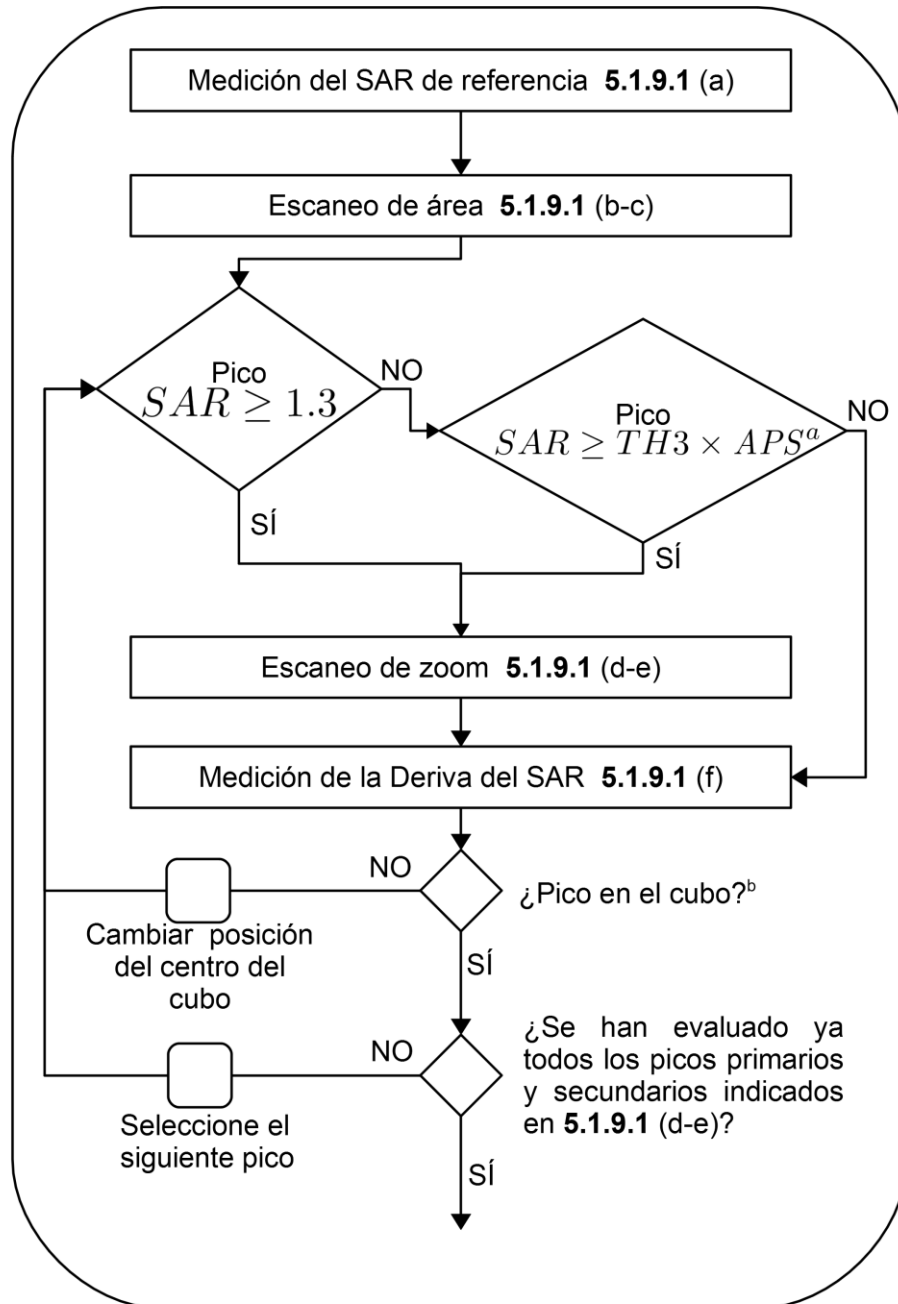 Medición del SAR de referencia 5.1.9.1 (a)
Escaneo de área 5.1.9.1 (b-c)
Pico
SAR ≥ 1.3
NO
Pico
SAR ≥ TH3 × APSᵃ
NO
SÍ
SÍ
Escaneo de zoom 5.1.9.1 (d-e)
Medición de la Deriva del SAR 5.1.9.1 (f)
NO
¿Pico en el cubo?ᵇ
Cambiar posición
del centro del
cubo
SÍ
NO
¿Se han evaluado ya
todos los picos primarios
y secundarios indicados
en 5.1.9.1 (d-e)?
Seleccione el
siguiente pico
SÍ